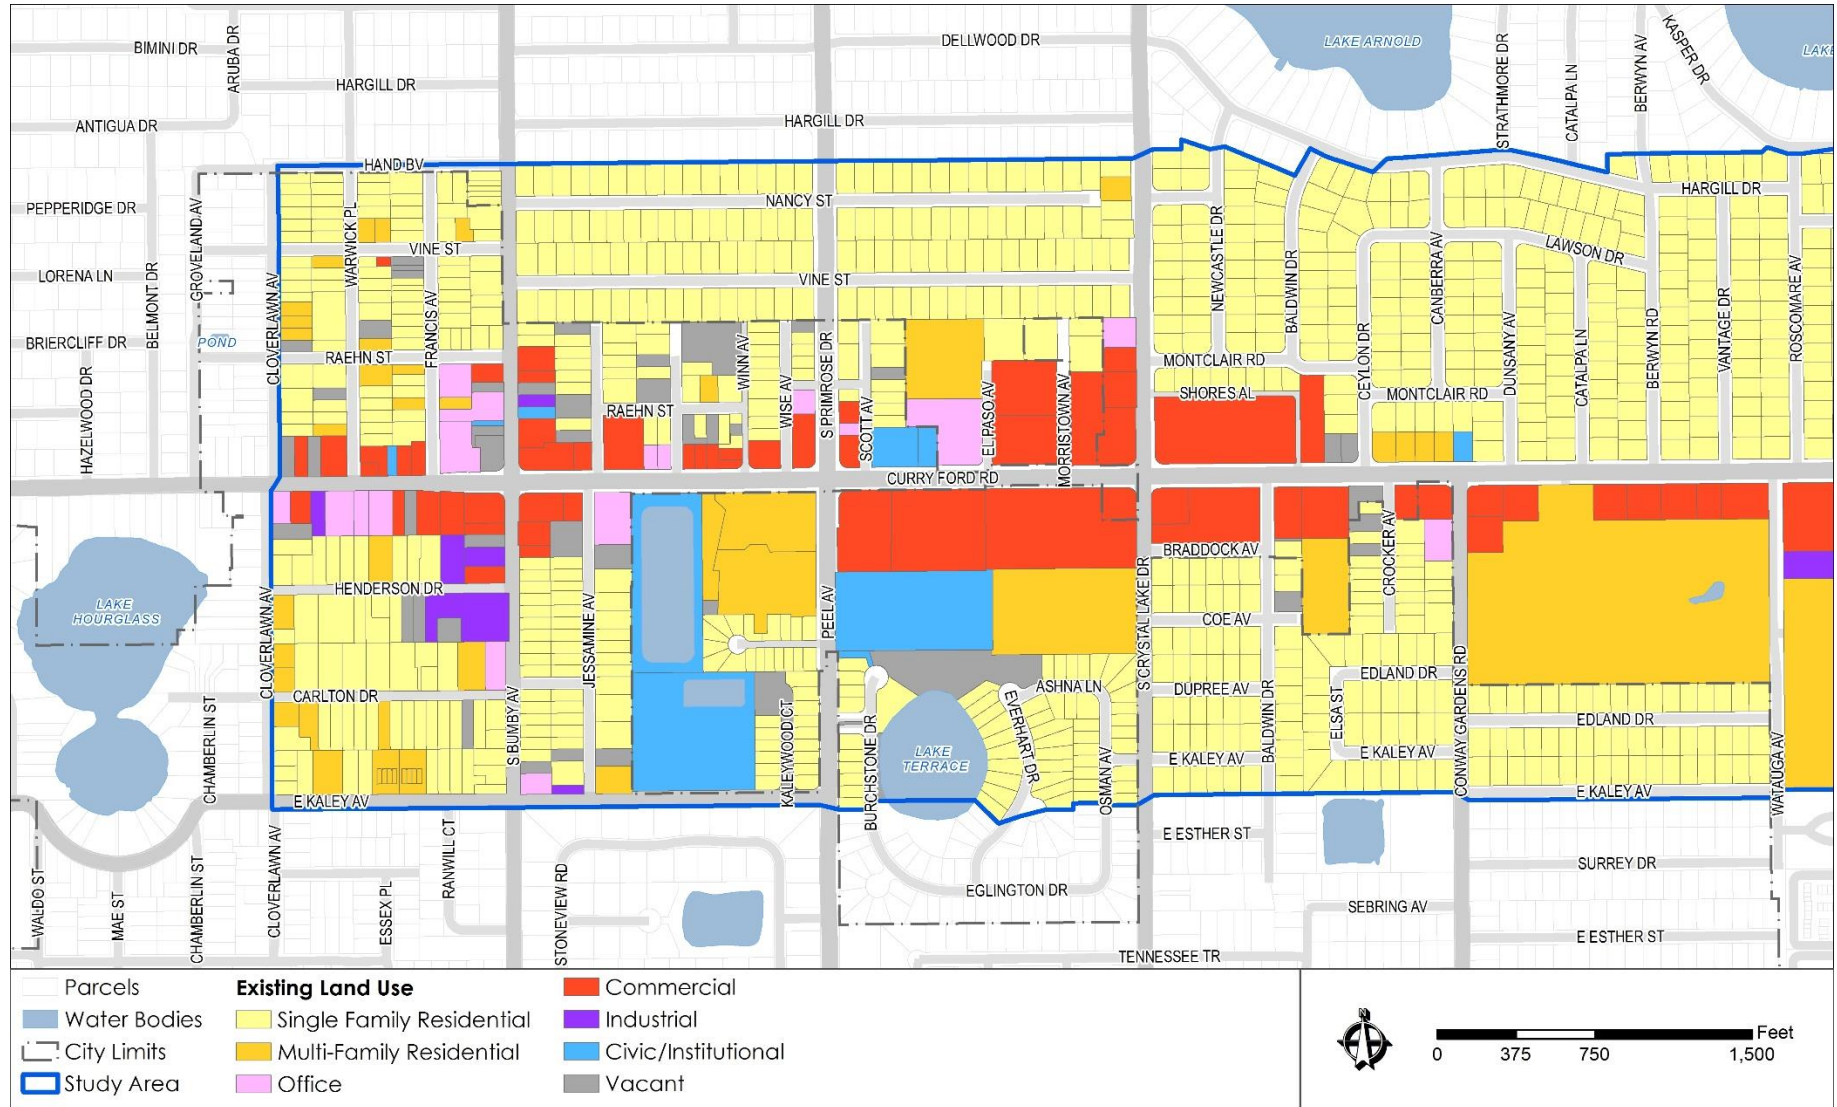 BIMINI DR
ARUBA DR
HARGILL DR
ANTIGUA DR
HAND BV
PEPPERIDGE DR
GROVELAND AV
BELMONT DR
LORENA LN
BRIERCLIFF DR
POND
HAZELWOOD DR
CLOVERLAWN AV
WARWICK PL
FRANCIS AV
VINE ST
RAEHN ST
DELLWOOD DR
HARGILL DR
NANCY ST
VINE ST
RAEHN ST
WINN AV
WISE AV
S PRIMROSE DR
SCOTT AV
EL PASO AV
MORRISTOWN AV
CURRY FORD RD
LAKE ARNOLD
STRATHMORE DR
CATALPA LN
BERWYN AV
KASPER DR
LAKE
HARGILL DR
NEWCASTLE DR
BALDWIN DR
CEYLON DR
CANBERRA AV
LAWSON DR
DUNSANY AV
CATALPA LN
BERWYN RD
VANTAGE DR
ROSCOMARE AV
MONTCLAIR RD
SHORES AL
MONTCLAIR RD
LAKE
HOURGLASS
CHAMBERLIN ST
CLOVERLAWN AV
HENDERSON DR
CARLTON DR
E KALEY AV
S BUMBY AV
JESSAMINE AV
KALEYWOOD CT
PEEL AV
BURCHSTONE DR
LAKE
TERRACE
EVERHART DR
ASHNA LN
OSMAN AV
S CRYSTAL LAKE DR
BRADDOCK AV
COE AV
DUPREE AV
E KALEY AV
BALDWIN DR
CROCKER AV
EDLAND DR
ELSA ST
E KALEY AV
CONWAY GARDENS RD
EDLAND DR
E KALEY AV
WATAUGA AV
WALDO ST
MAE ST
CHAMBERLIN ST
CLOVERLAWN AV
ESSEX PL
RANWILL CT
STONEVIEW RD
EGLINGTON DR
TENNESSEE TR
E ESTHER ST
SEBRING AV
SURREY DR
E ESTHER ST
Parcels
Water Bodies
City Limits
Study Area
Existing Land Use
Single Family Residential
Multi-Family Residential
Office
Commercial
Industrial
Civic/Institutional
Vacant
N
Feet
0 375 750 1,500